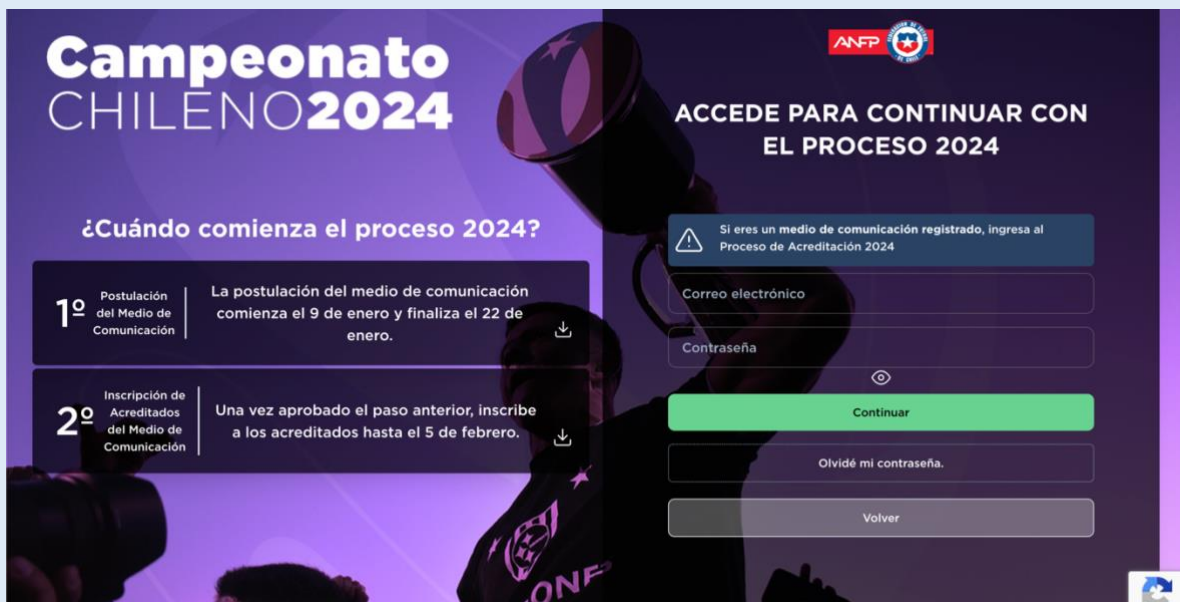 Campeonato
CHILENO2024
¿Cuándo comienza el proceso 2024?
1º
Postulación
del Medio de
Comunicación
La postulación del medio de comunicación
comienza el 9 de enero y finaliza el 22 de
enero.
2º
Inscripción de
Acreditados
del Medio de
Comunicación
Una vez aprobado el paso anterior, inscribe
a los acreditados hasta el 5 de febrero.
ANFP
ACCEDE PARA CONTINUAR CON
EL PROCESO 2024
Si eres un medio de comunicación registrado, ingresa al
Proceso de Acreditación 2024
Correo electrónico
Contraseña
Continuar
Olvidé mi contraseña.
Volver